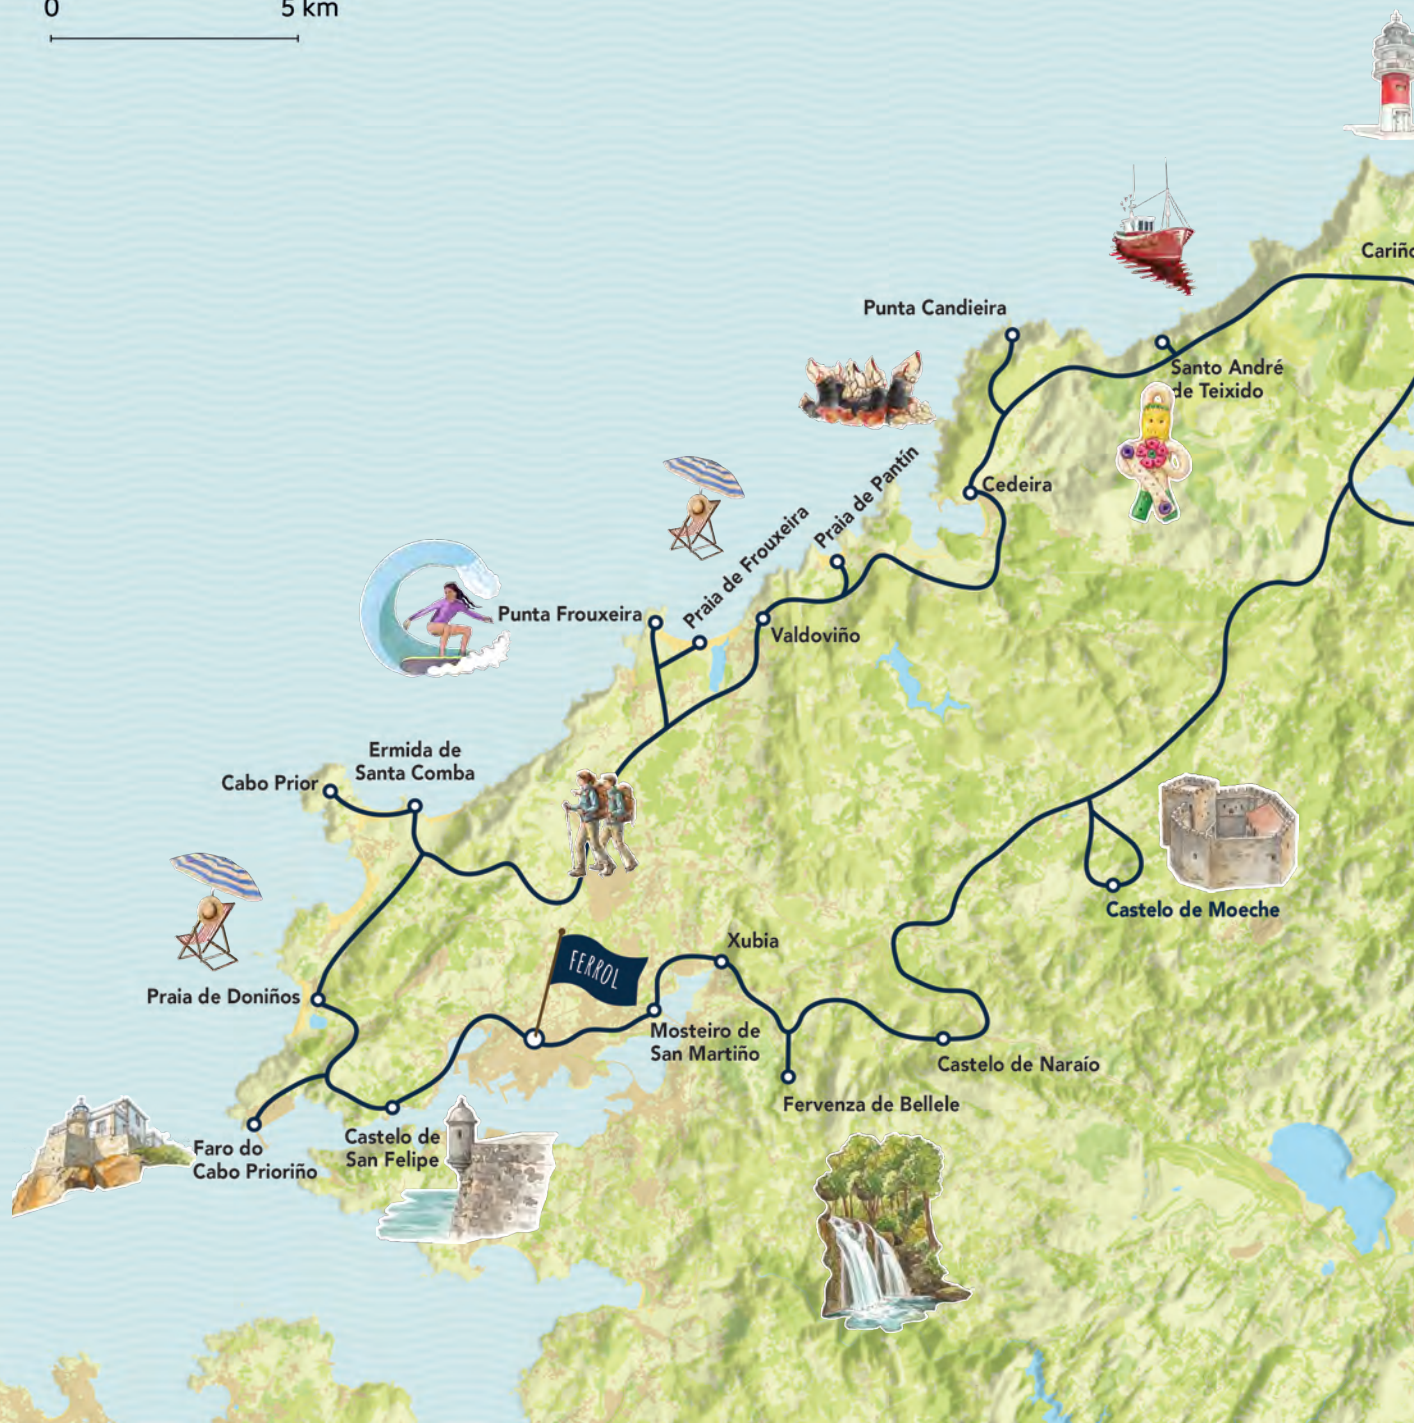 0
5 km
Cariño
Punta Candieira
Santo André
de Teixido
Praia de Pantín
Cedeira
Praia de Frouxeira
Punta Frouxeira
Valdoviño
Ermida de
Santa Comba
Cabo Prior
Castelo de Moeche
Xubia
FERROL
Praia de Doniños
Mosteiro de
San Martiño
Castelo de Naraío
Fervenza de Bellele
Castelo de
San Felipe
Faro do
Cabo Prioriño